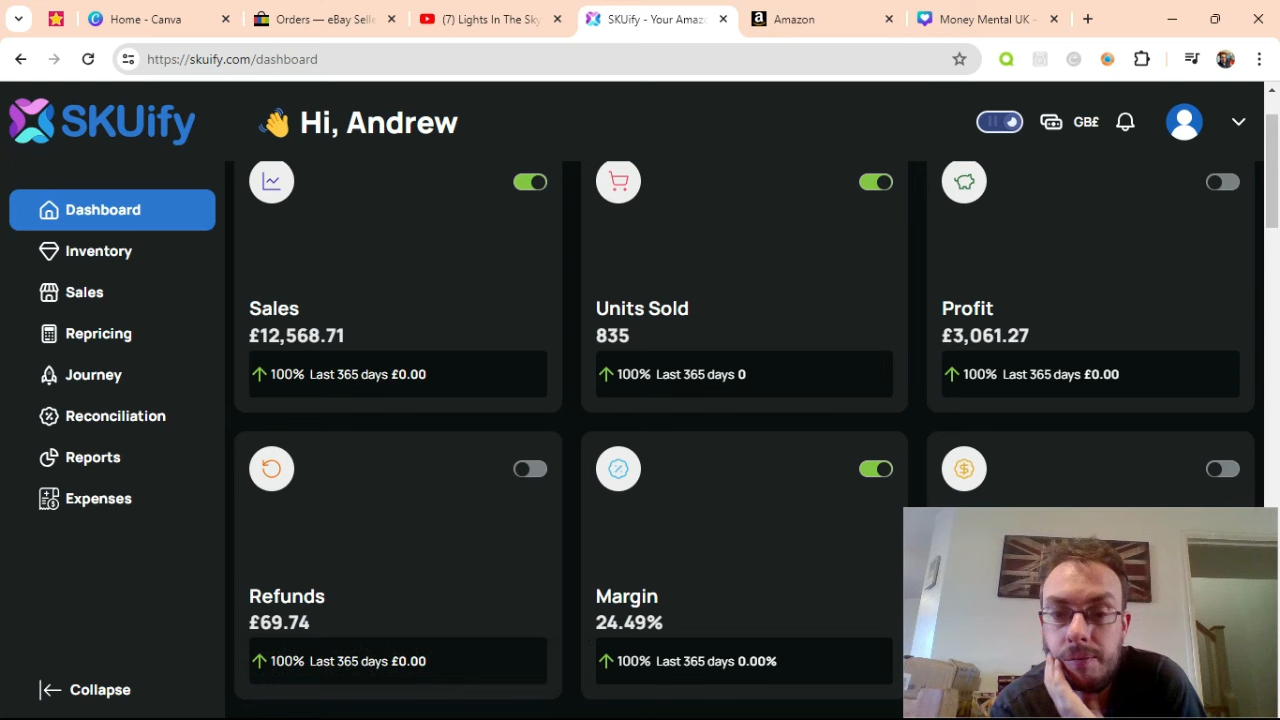 Home - Canva
Orders — eBay Selle
(7) Lights In The Sky
SKUify - Your Amazo
Amazon
Money Mental UK -
https://skuify.com/dashboard
SKUify
👋 Hi, Andrew
GB£
Dashboard
Inventory
Sales
Repricing
Journey
Reconciliation
Reports
Expenses
Collapse
Sales
£12,568.71
100% Last 365 days £0.00
Units Sold
835
100% Last 365 days 0
Profit
£3,061.27
100% Last 365 days £0.00
Refunds
£69.74
100% Last 365 days £0.00
Margin
24.49%
100% Last 365 days 0.00%